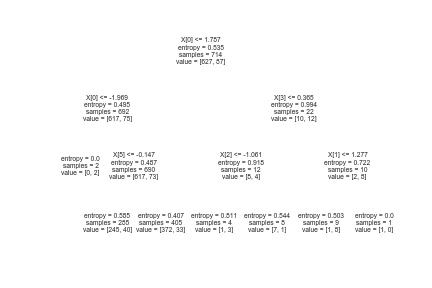 X[0] <= 1.757
entropy = 0.535
samples = 714
value = [627, 87]
X[0] <= -1.969
entropy = 0.495
samples = 692
value = [617, 75]
X[3] <= 0.365
entropy = 0.994
samples = 22
value = [10, 12]
entropy = 0.0
samples = 2
value = [0, 2]
X[5] <= -0.147
entropy = 0.487
samples = 690
value = [617, 73]
X[2] <= -1.061
entropy = 0.918
samples = 12
value = [8, 4]
X[1] <= 1.277
entropy = 0.722
samples = 10
value = [2, 8]
entropy = 0.585
samples = 285
value = [245, 40]
entropy = 0.407
samples = 405
value = [372, 33]
entropy = 0.811
samples = 4
value = [1, 3]
entropy = 0.544
samples = 8
value = [7, 1]
entropy = 0.503
samples = 9
value = [1, 8]
entropy = 0.0
samples = 1
value = [1, 0]